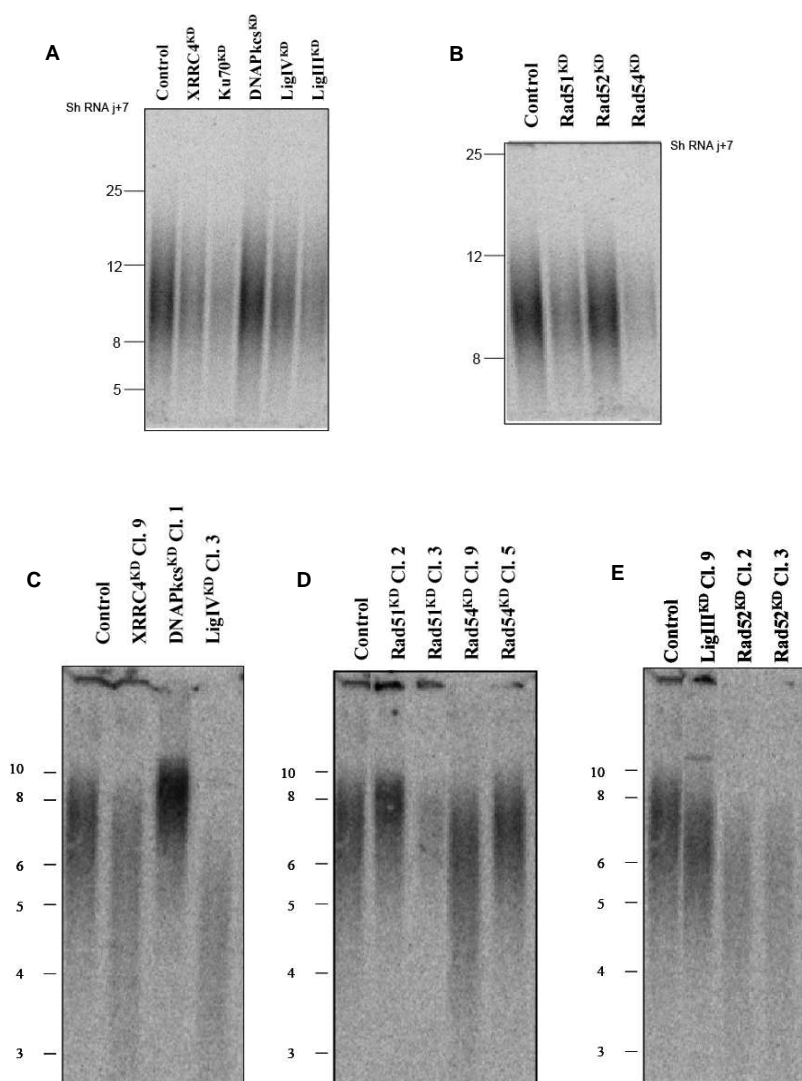 A
Control
XRRC4KD
Ku70KD
DNAPkcsKD
LigIVKD
LigIIIKD
Sh RNA j+7
25
12
8
5
B
Control
Rad51KD
Rad52KD
Rad54KD
Sh RNA j+7
25
12
8
C
Control
XRRC4KD Cl. 9
DNAPkcsKD Cl. 1
LigIVKD Cl. 3
10
8
6
5
4
3
D
Control
Rad51KD Cl. 2
Rad51KD Cl. 3
Rad54KD Cl. 9
Rad54KD Cl. 5
10
8
6
5
4
3
E
Control
LigIIIKD Cl. 9
Rad52KD Cl. 2
Rad52KD Cl. 3
10
8
6
5
4
3